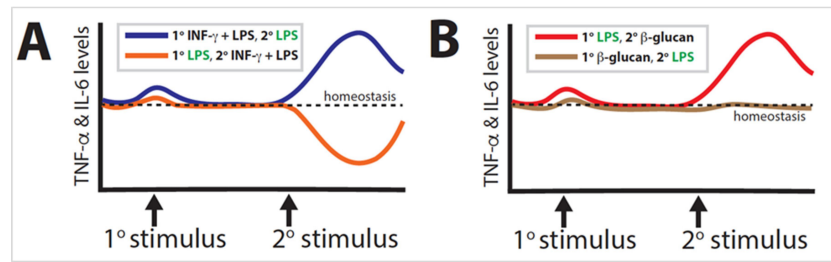 A
TNF-α & IL-6 levels
1° INF-γ + LPS, 2° LPS
1° LPS, 2° INF-γ + LPS
homeostasis
1° stimulus
2° stimulus
B
TNF-α & IL-6 levels
1° LPS, 2° β-glucan
1° β-glucan, 2° LPS
homeostasis
1° stimulus
2° stimulus